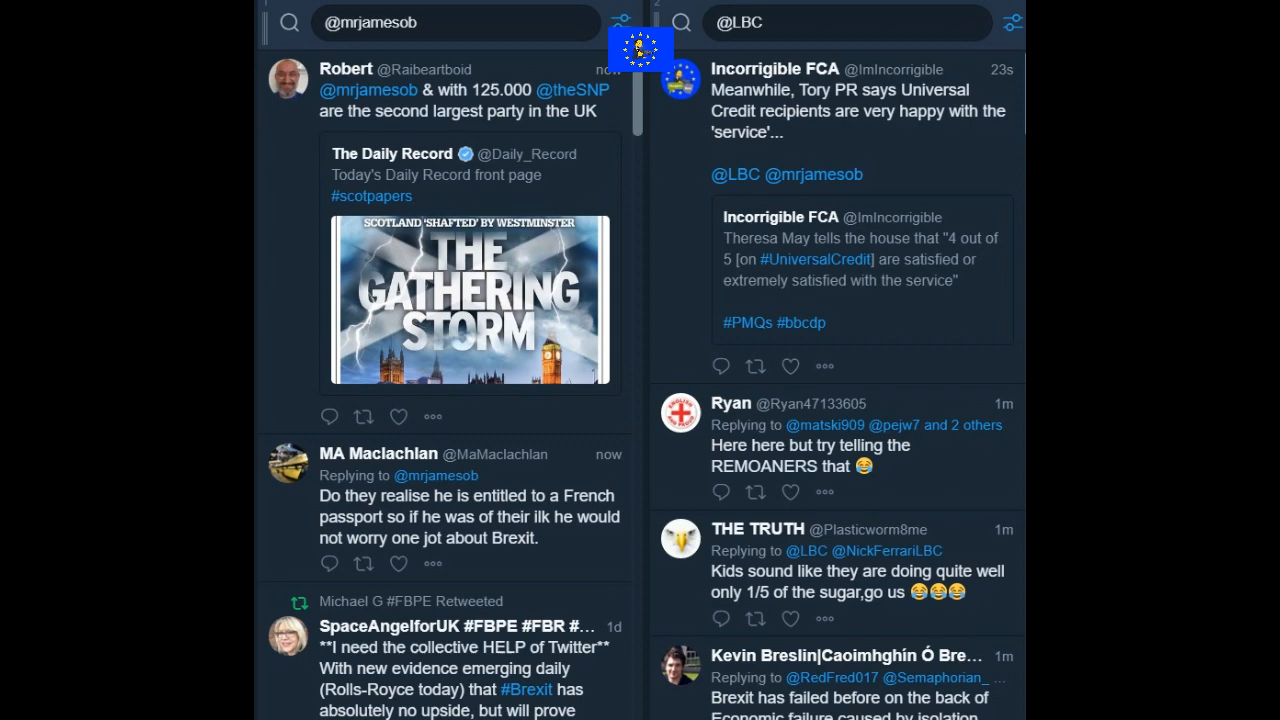 @mrjamesob
Robert @Raibeartboid now
@mrjamesob & with 125.000 @theSNP
are the second largest party in the UK
The Daily Record @Daily_Record
Today's Daily Record front page
#scotpapers
SCOTLAND 'SHAFTED' BY WESTMINSTER
THE
GATHERING
STORM
MA Maclachlan @MaMaclachlan now
Replying to @mrjamesob
Do they realise he is entitled to a French
passport so if he was of their ilk he would
not worry one jot about Brexit.
Michael G #FBPE Retweeted
SpaceAngelforUK #FBPE #FBR #... 1d
**I need the collective HELP of Twitter**
With new evidence emerging daily
(Rolls-Royce today) that #Brexit has
absolutely no upside, but will prove
2
@LBC
Incorrigible FCA @ImIncorrigible 23s
Meanwhile, Tory PR says Universal
Credit recipients are very happy with the
'service'...
@LBC @mrjamesob
Incorrigible FCA @ImIncorrigible
Theresa May tells the house that "4 out of
5 [on #UniversalCredit] are satisfied or
extremely satisfied with the service"
#PMQs #bbcdp
Ryan @Ryan47133605 1m
Replying to @matski909 @pejw7 and 2 others
Here here but try telling the
REMOANERS that 😂
THE TRUTH @Plasticworm8me 1m
Replying to @LBC @NickFerrariLBC
Kids sound like they are doing quite well
only 1/5 of the sugar,go us 😂😂😂
Kevin Breslin|Caoimhghín Ó Bre... 1m
Replying to @RedFred017 @Semaphorian_ ...
Brexit has failed before on the back of
Economic failure caused by isolation